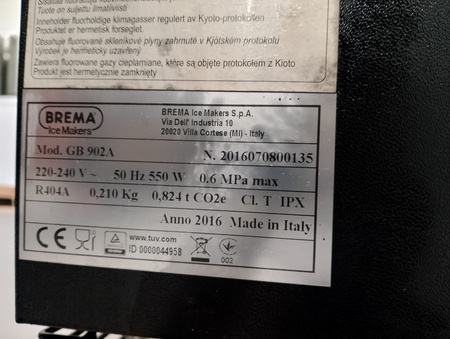 Tuote on suljettu ilmatiivisti
Inneholder fluorholdige klimagasser regulert av Kyoto-protokollen
Produktet er hermetisk forseglet.
Obsahuje fluorované sklenikové plyny zahrnuté v Kjótském protokolu
Výrobek je hermeticky uzavřený
Zawiera fluorowane gazy cieplarniane, które są objęte protokołem z Kioto
Produkt jest hermetycznie zamknięty
BREMA
Ice Makers
BREMA Ice Makers S.p.A.
Via Dell' Industria 10
20020 Villa Cortese (MI) - Italy
Mod. GB 902A N. 2016070800135
220-240 V ~ 50 Hz 550 W 0.6 MPa max
R404A 0,210 Kg 0,824 t CO2e Cl. T IPX
Anno 2016 Made in Italy
CE
TÜV
www.tuv.com
ID 0000044958
002